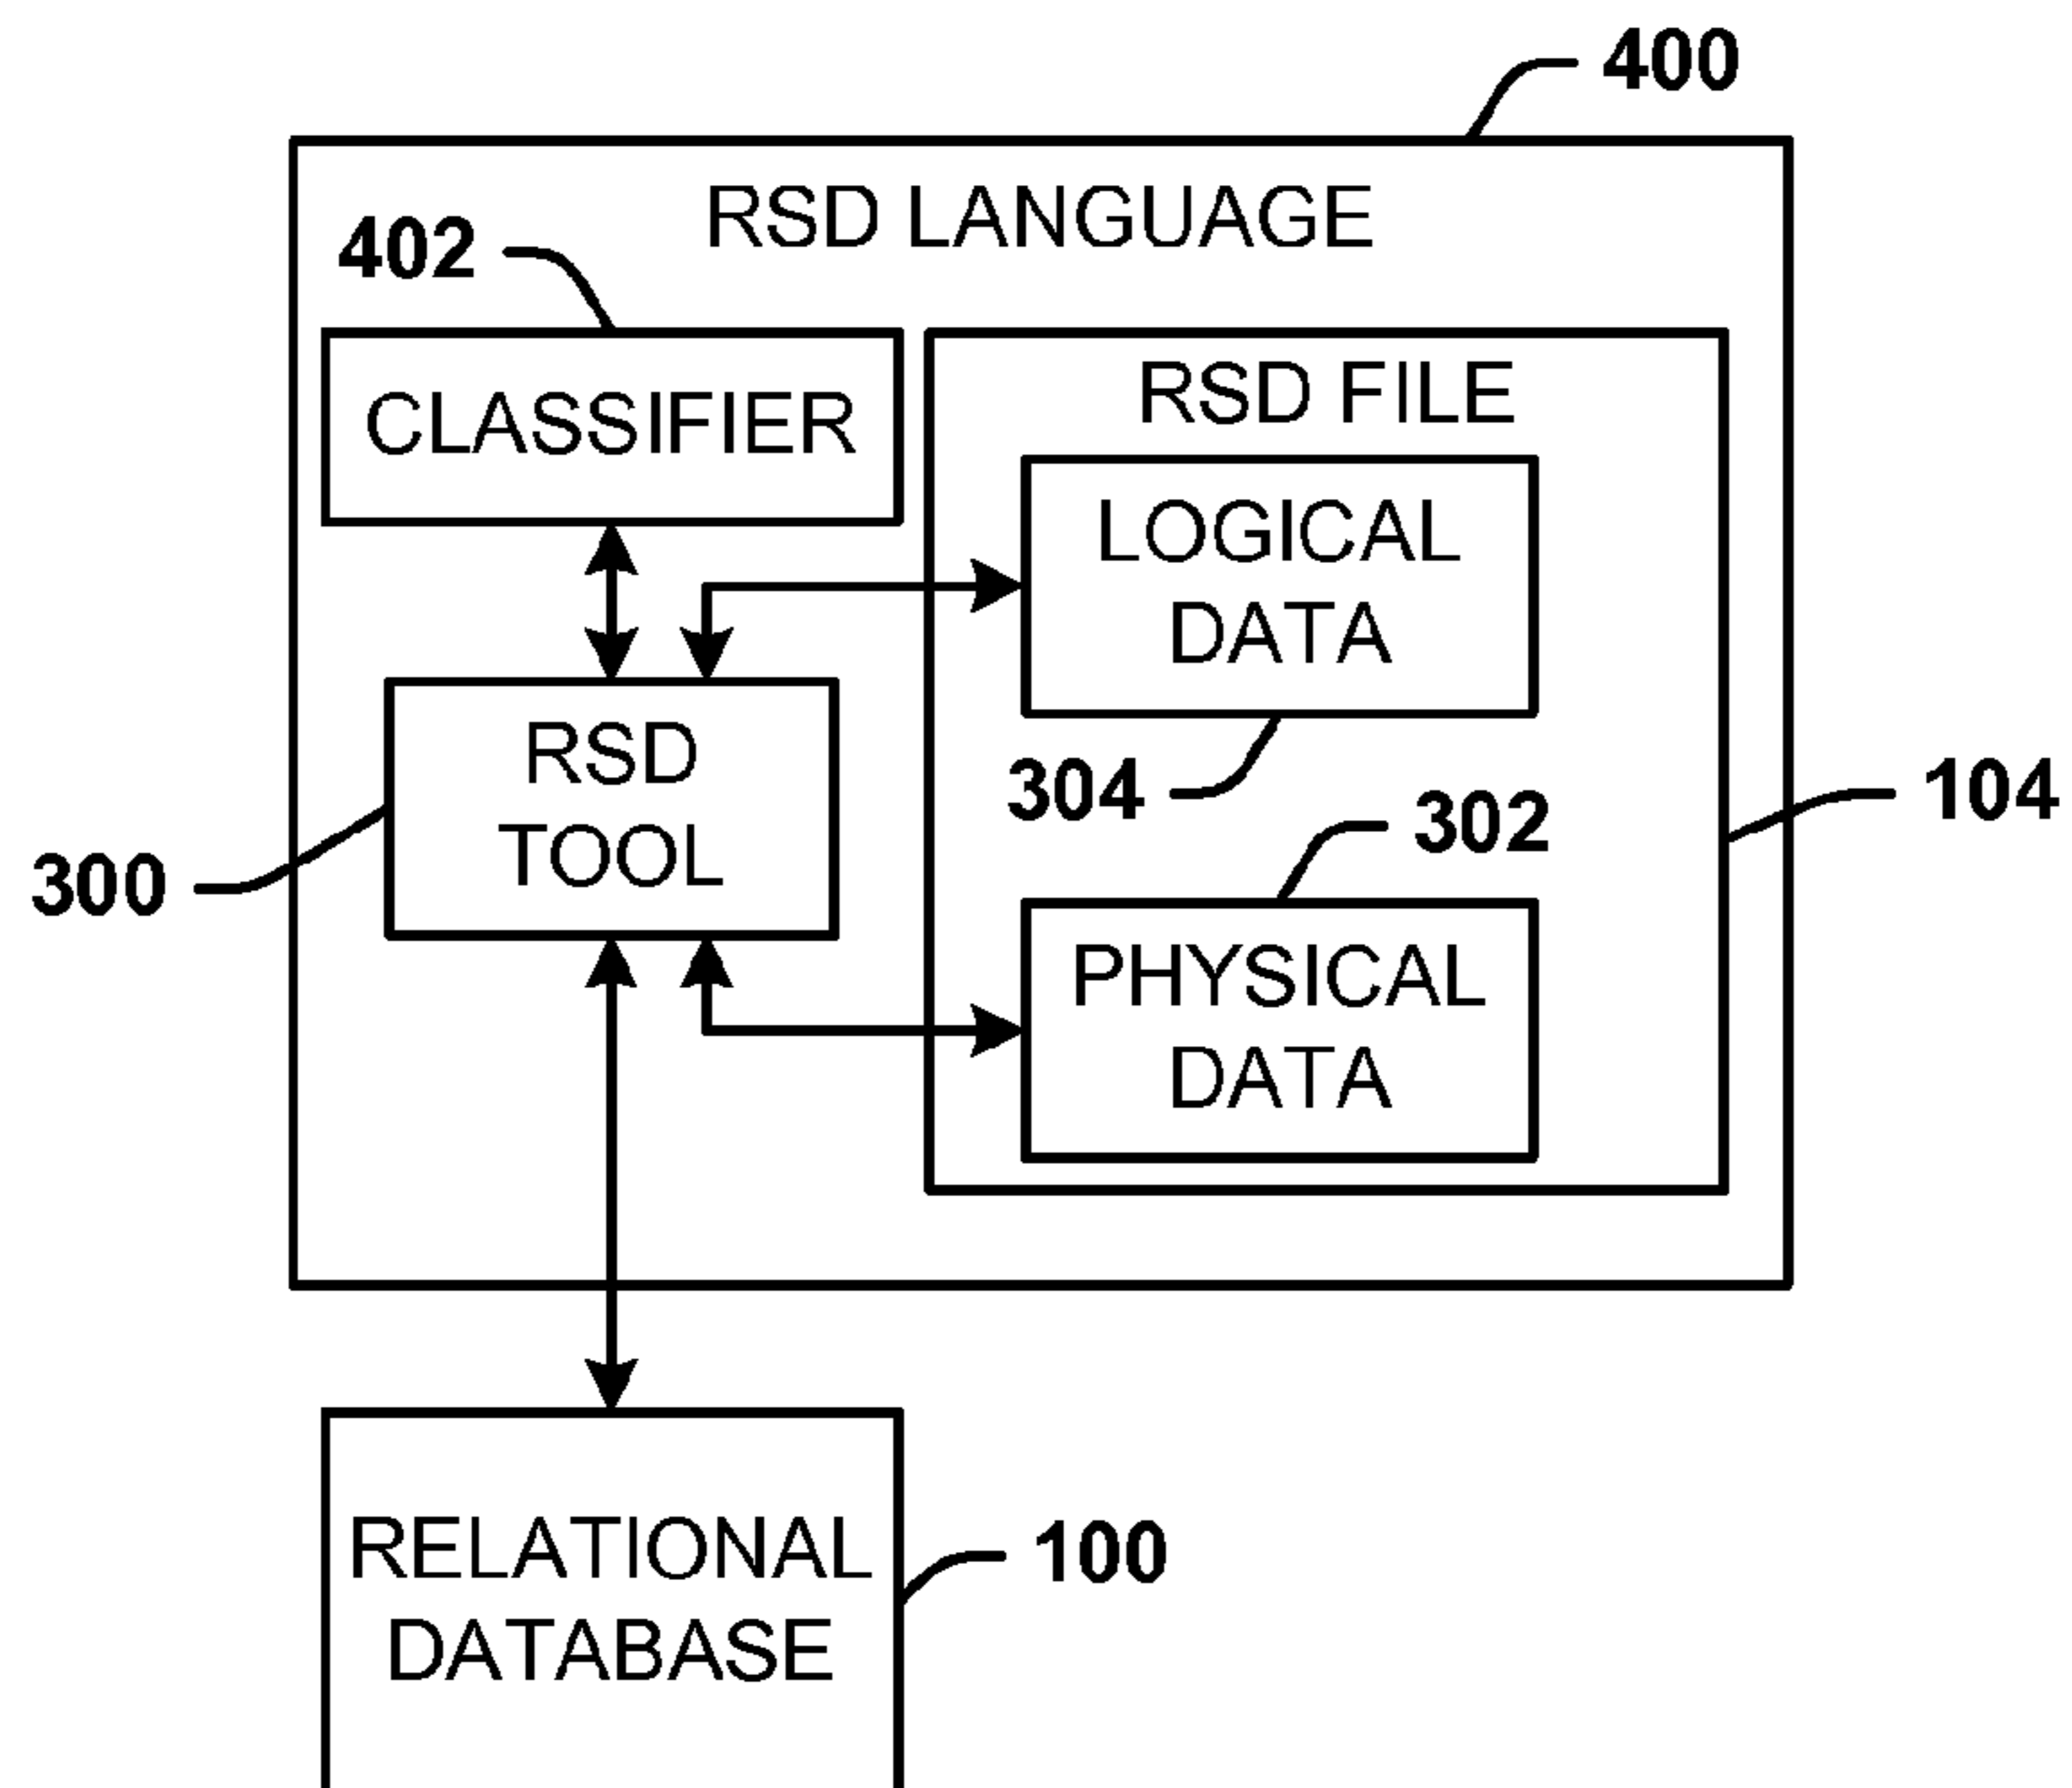 400
RSD LANGUAGE
402
CLASSIFIER
RSD FILE
LOGICAL
DATA
RSD
TOOL
304
302
104
300
PHYSICAL
DATA
RELATIONAL
DATABASE
100